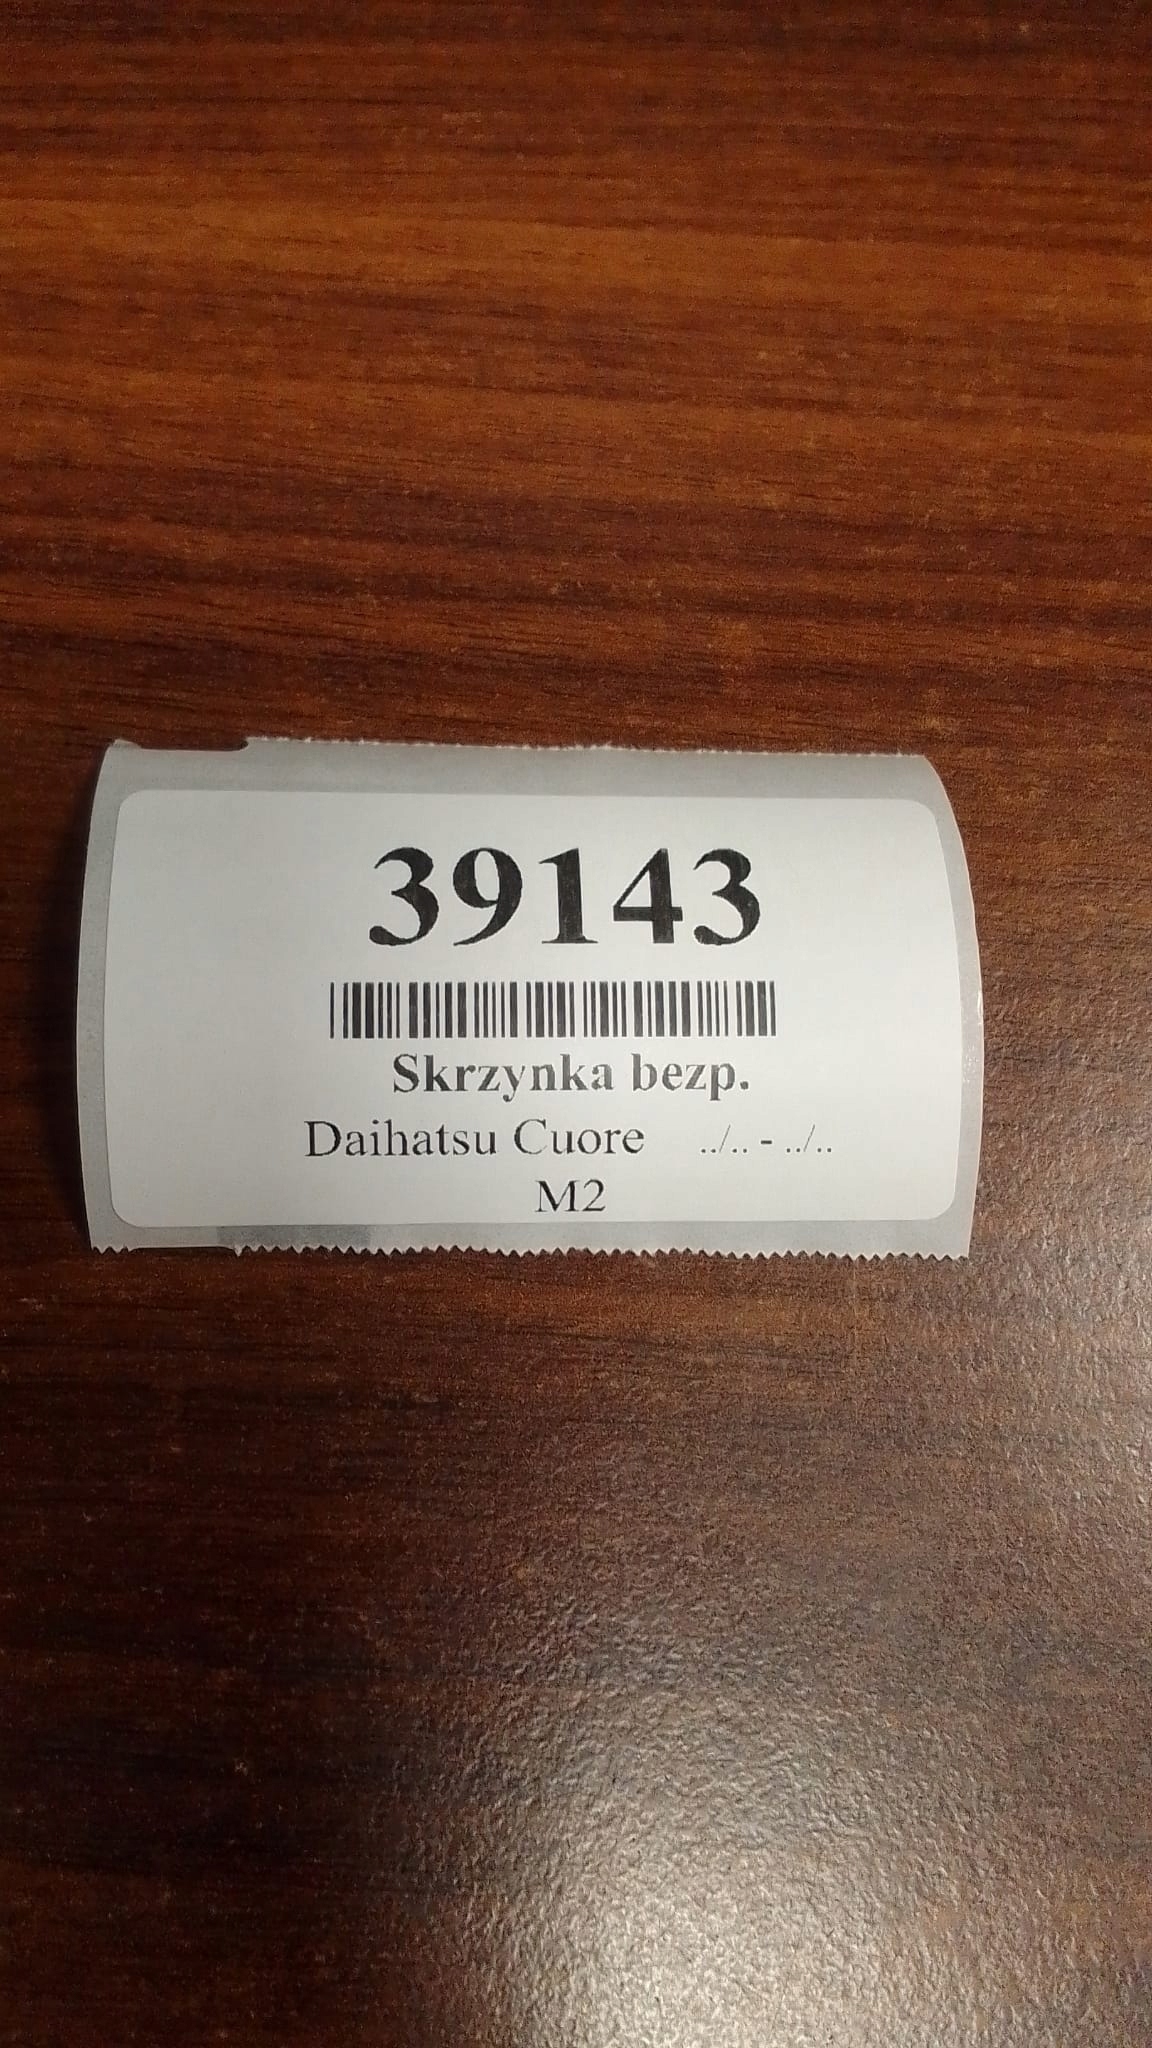 39143
Skrzynka bezp.
Daihatsu Cuore ../.. - ../..
M2